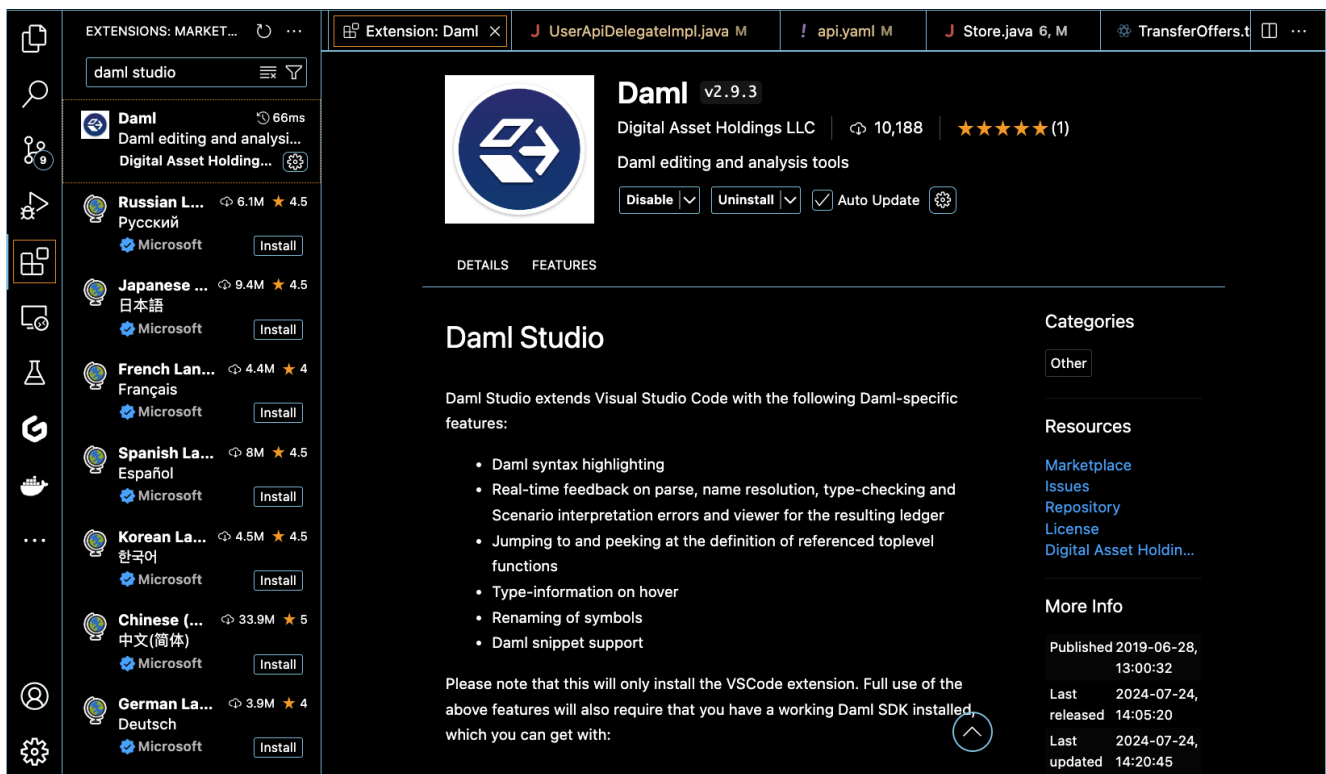 EXTENSIONS: MARKET... ...
daml studio
Daml 66ms
Daml editing and analysi...
Digital Asset Holding...
Russian L... 6.1M ★ 4.5
Русский
Microsoft Install
Japanese ... 9.4M ★ 4.5
日本語
Microsoft Install
French Lan... 4.4M ★ 4
Français
Microsoft Install
Spanish La... 8M ★ 4.5
Español
Microsoft Install
Korean La... 4.5M ★ 4.5
한국어
Microsoft Install
Chinese (... 33.9M ★ 5
中文(简体)
Microsoft Install
German La... 3.9M ★ 4
Deutsch
Microsoft Install
9
Extension: Daml × J UserApiDelegateImpl.java M ! api.yaml M J Store.java 6, M TransferOffers.t ...
Daml v2.9.3
Digital Asset Holdings LLC 10,188 ★★★★★(1)
Daml editing and analysis tools
Disable Uninstall Auto Update
DETAILS FEATURES
Daml Studio
Daml Studio extends Visual Studio Code with the following Daml-specific
features:
• Daml syntax highlighting
• Real-time feedback on parse, name resolution, type-checking and
Scenario interpretation errors and viewer for the resulting ledger
• Jumping to and peeking at the definition of referenced toplevel
functions
• Type-information on hover
• Renaming of symbols
• Daml snippet support
Please note that this will only install the VSCode extension. Full use of the
above features will also require that you have a working Daml SDK installed,
which you can get with:
Categories
Other
Resources
Marketplace
Issues
Repository
License
Digital Asset Holdin...
More Info
Published 2019-06-28,
13:00:32
Last 2024-07-24,
released 14:05:20
Last 2024-07-24,
updated 14:20:45